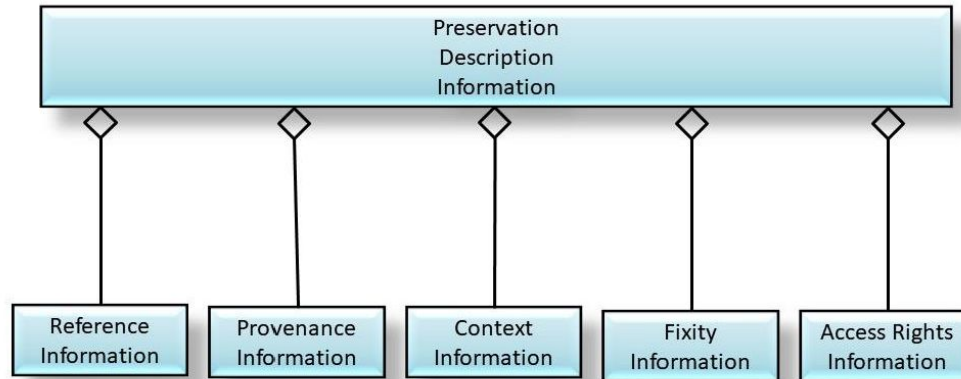 Preservation
Description
Information
Reference
Information
Provenance
Information
Context
Information
Fixity
Information
Access Rights
Information